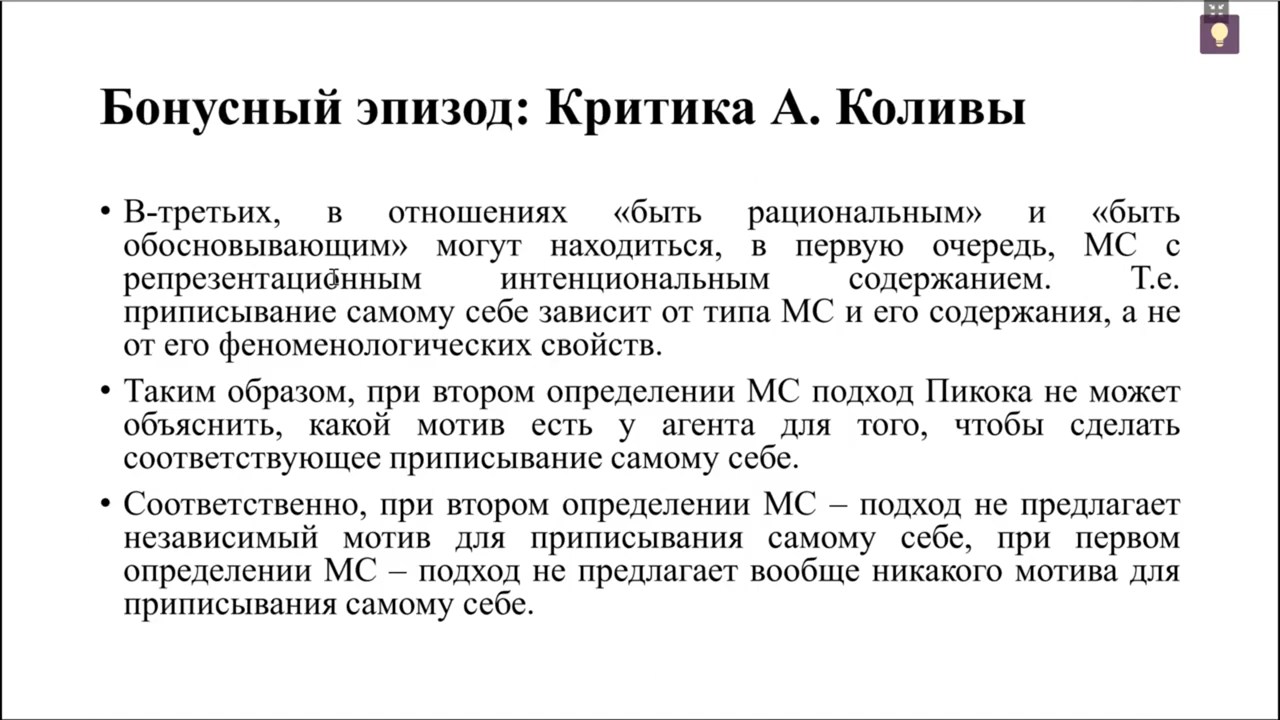 Бонусный эпизод: Критика А. Коливы
• В-третьих, в отношениях «быть рациональным» и «быть
обосновывающим» могут находиться, в первую очередь, МС с
репрезентационным интенциональным содержанием. Т.е.
приписывание самому себе зависит от типа МС и его содержания, а не
от его феноменологических свойств.
• Таким образом, при втором определении МС подход Пикока не может
объяснить, какой мотив есть у агента для того, чтобы сделать
соответствующее приписывание самому себе.
• Соответственно, при втором определении МС – подход не предлагает
независимый мотив для приписывания самому себе, при первом
определении МС – подход не предлагает вообще никакого мотива для
приписывания самому себе.